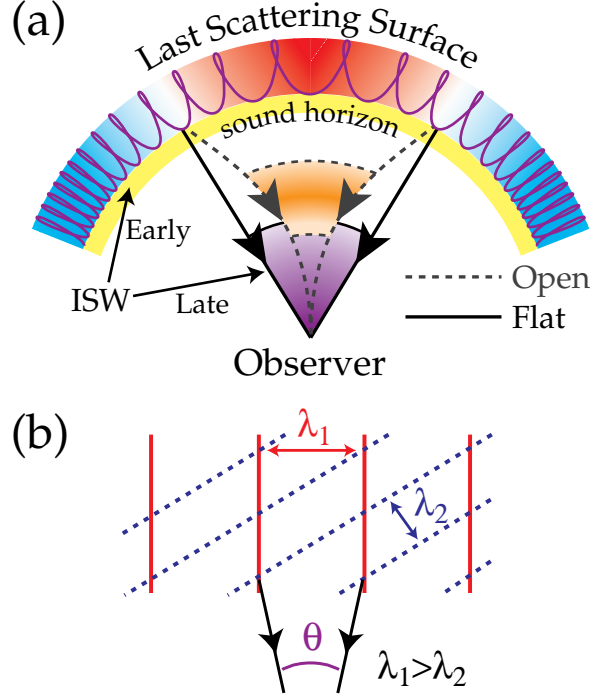 (a)
Last Scattering Surface
sound horizon
Early
ISW
Late
Open
Flat
Observer
(b)
λ1
λ2
θ
λ1>λ2